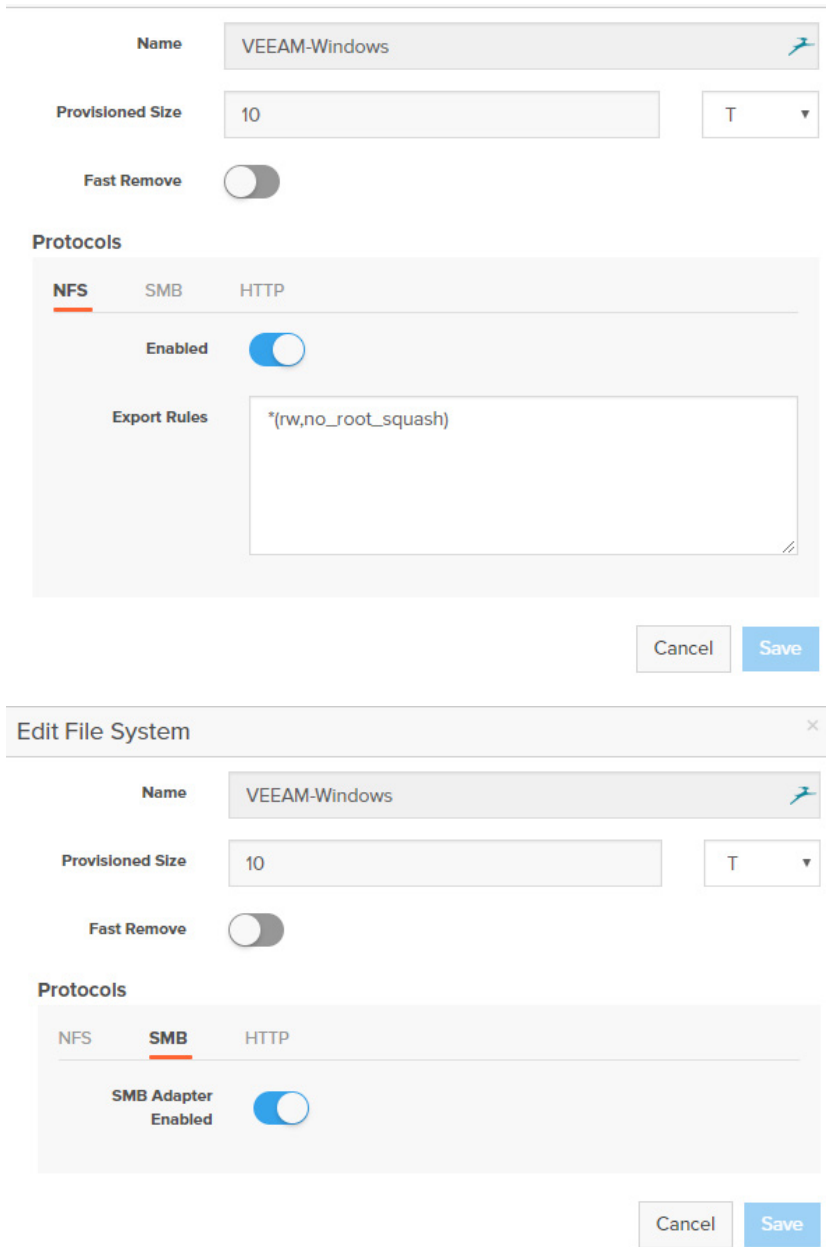 Name VEEAM-Windows
Provisioned Size 10 T
Fast Remove
Protocols
NFS SMB HTTP
Enabled
Export Rules *(rw,no_root_squash)
Cancel Save
Edit File System ×
Name VEEAM-Windows
Provisioned Size 10 T
Fast Remove
Protocols
NFS SMB HTTP
SMB Adapter
Enabled
Cancel Save